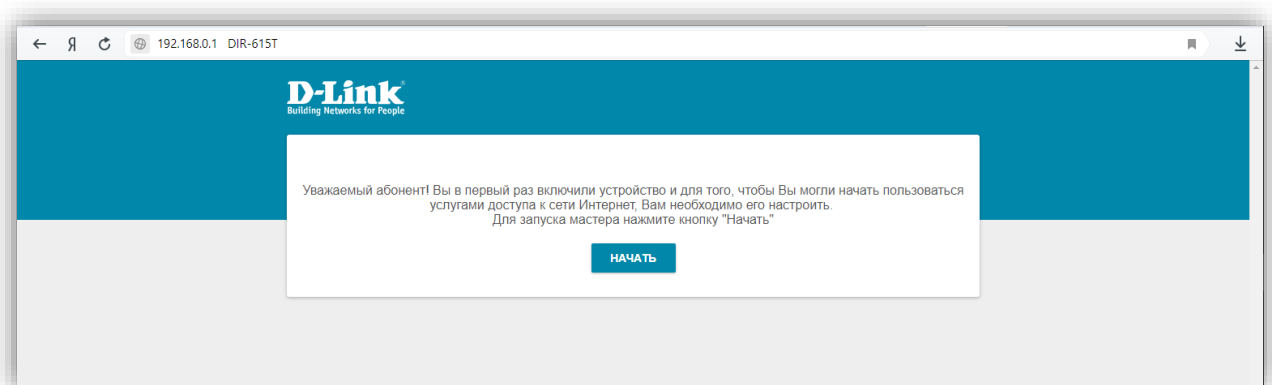 Я 192.168.0.1 DIR-615T
D-Link
Building Networks for People
Уважаемый абонент! Вы в первый раз включили устройство и для того, чтобы Вы могли начать пользоваться
услугами доступа к сети Интернет, Вам необходимо его настроить.
Для запуска мастера нажмите кнопку "Начать"
НАЧАТЬ